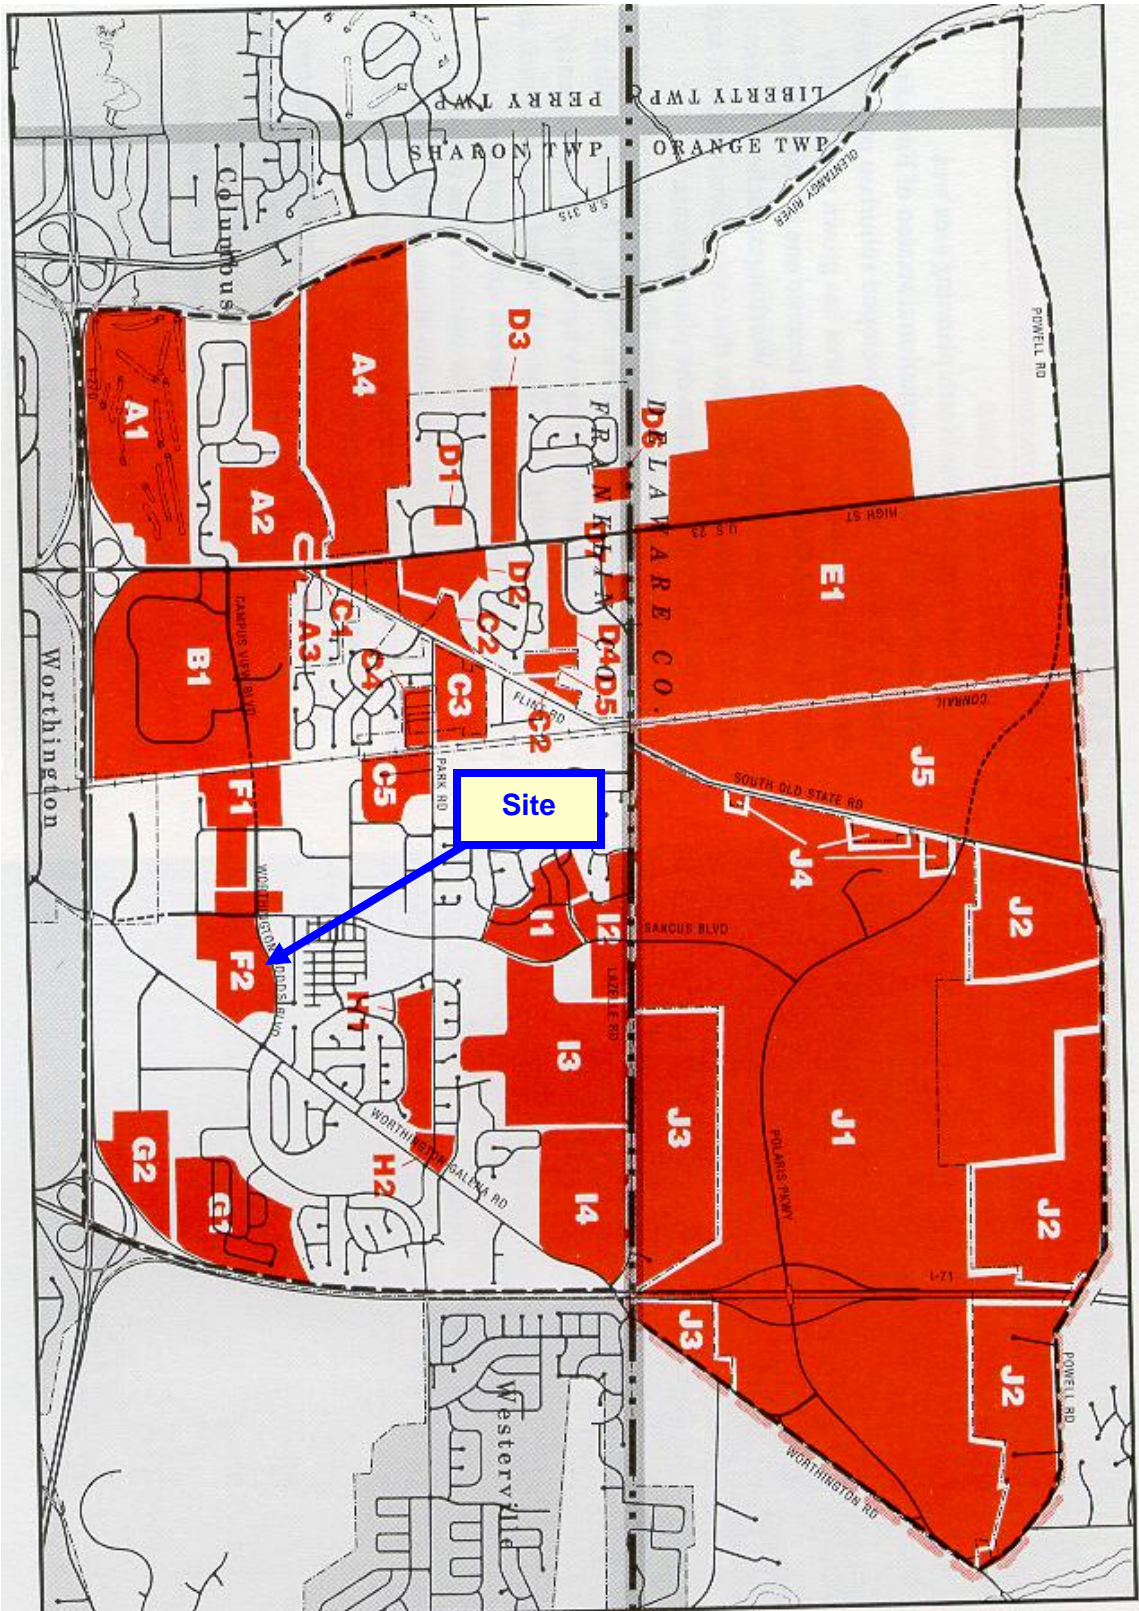 PERRY TWP
LIBERTY TWP
SHARON TWP
ORANGE TWP
Columbus
S.R. 315
OLENTANGY RIVER
POWELL RD
D3
A4
A1
I-270
A2
D1
D6
DELAWARE CO.
FRANKLIN CO.
HIGH ST
U.S. 23
D7
D2
E1
C1
A3
C2
D4
D5
CAMPUS VIEW BLVD
B1
C4
C3
FLINT RD
C2
CONRAIL
Worthington
J5
F1
C5
PARK RD
Site
SOUTH OLD STATE RD
J4
WORTHINGTON WOODS BLVD
I1
I2
SANCUS BLVD
J2
F2
LAZELLE RD
H1
I3
J3
J1
POLARIS PKWY
WORTHINGTON GALENA RD
G2
H2
G1
I4
J2
I-71
J3
J2
POWELL RD
Westerville
WORTHINGTON RD